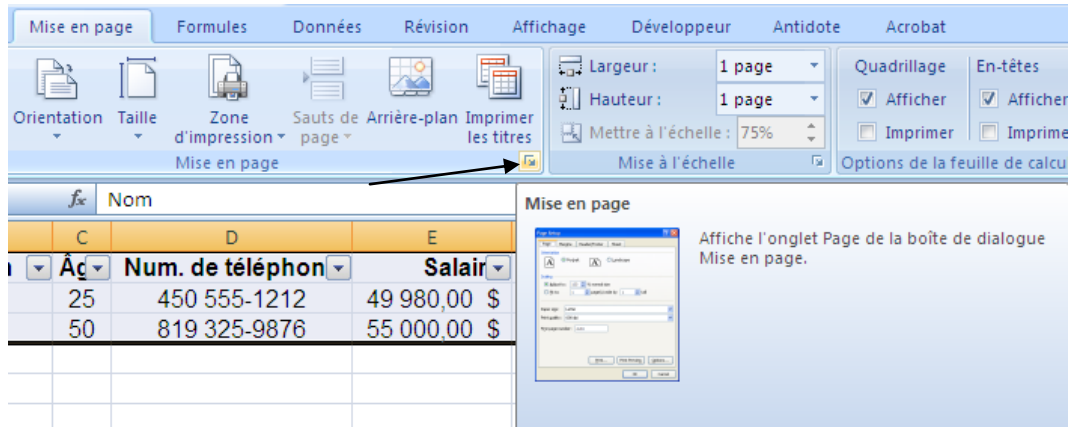 Mise en page Formules Données Révision Affichage Développeur Antidote Acrobat
Orientation Taille Zone d'impression Sauts de page Arrière-plan Imprimer les titres
Mise en page
Largeur : 1 page
Hauteur : 1 page
Mettre à l'échelle : 75%
Mise à l'échelle
Quadrillage En-têtes
Afficher Afficher
Imprimer Imprime
Options de la feuille de calcu
fx Nom
C D E
Âg Num. de téléphon Salair
25 450 555-1212 49 980,00 $
50 819 325-9876 55 000,00 $
Mise en page
Affiche l'onglet Page de la boîte de dialogue
Mise en page.